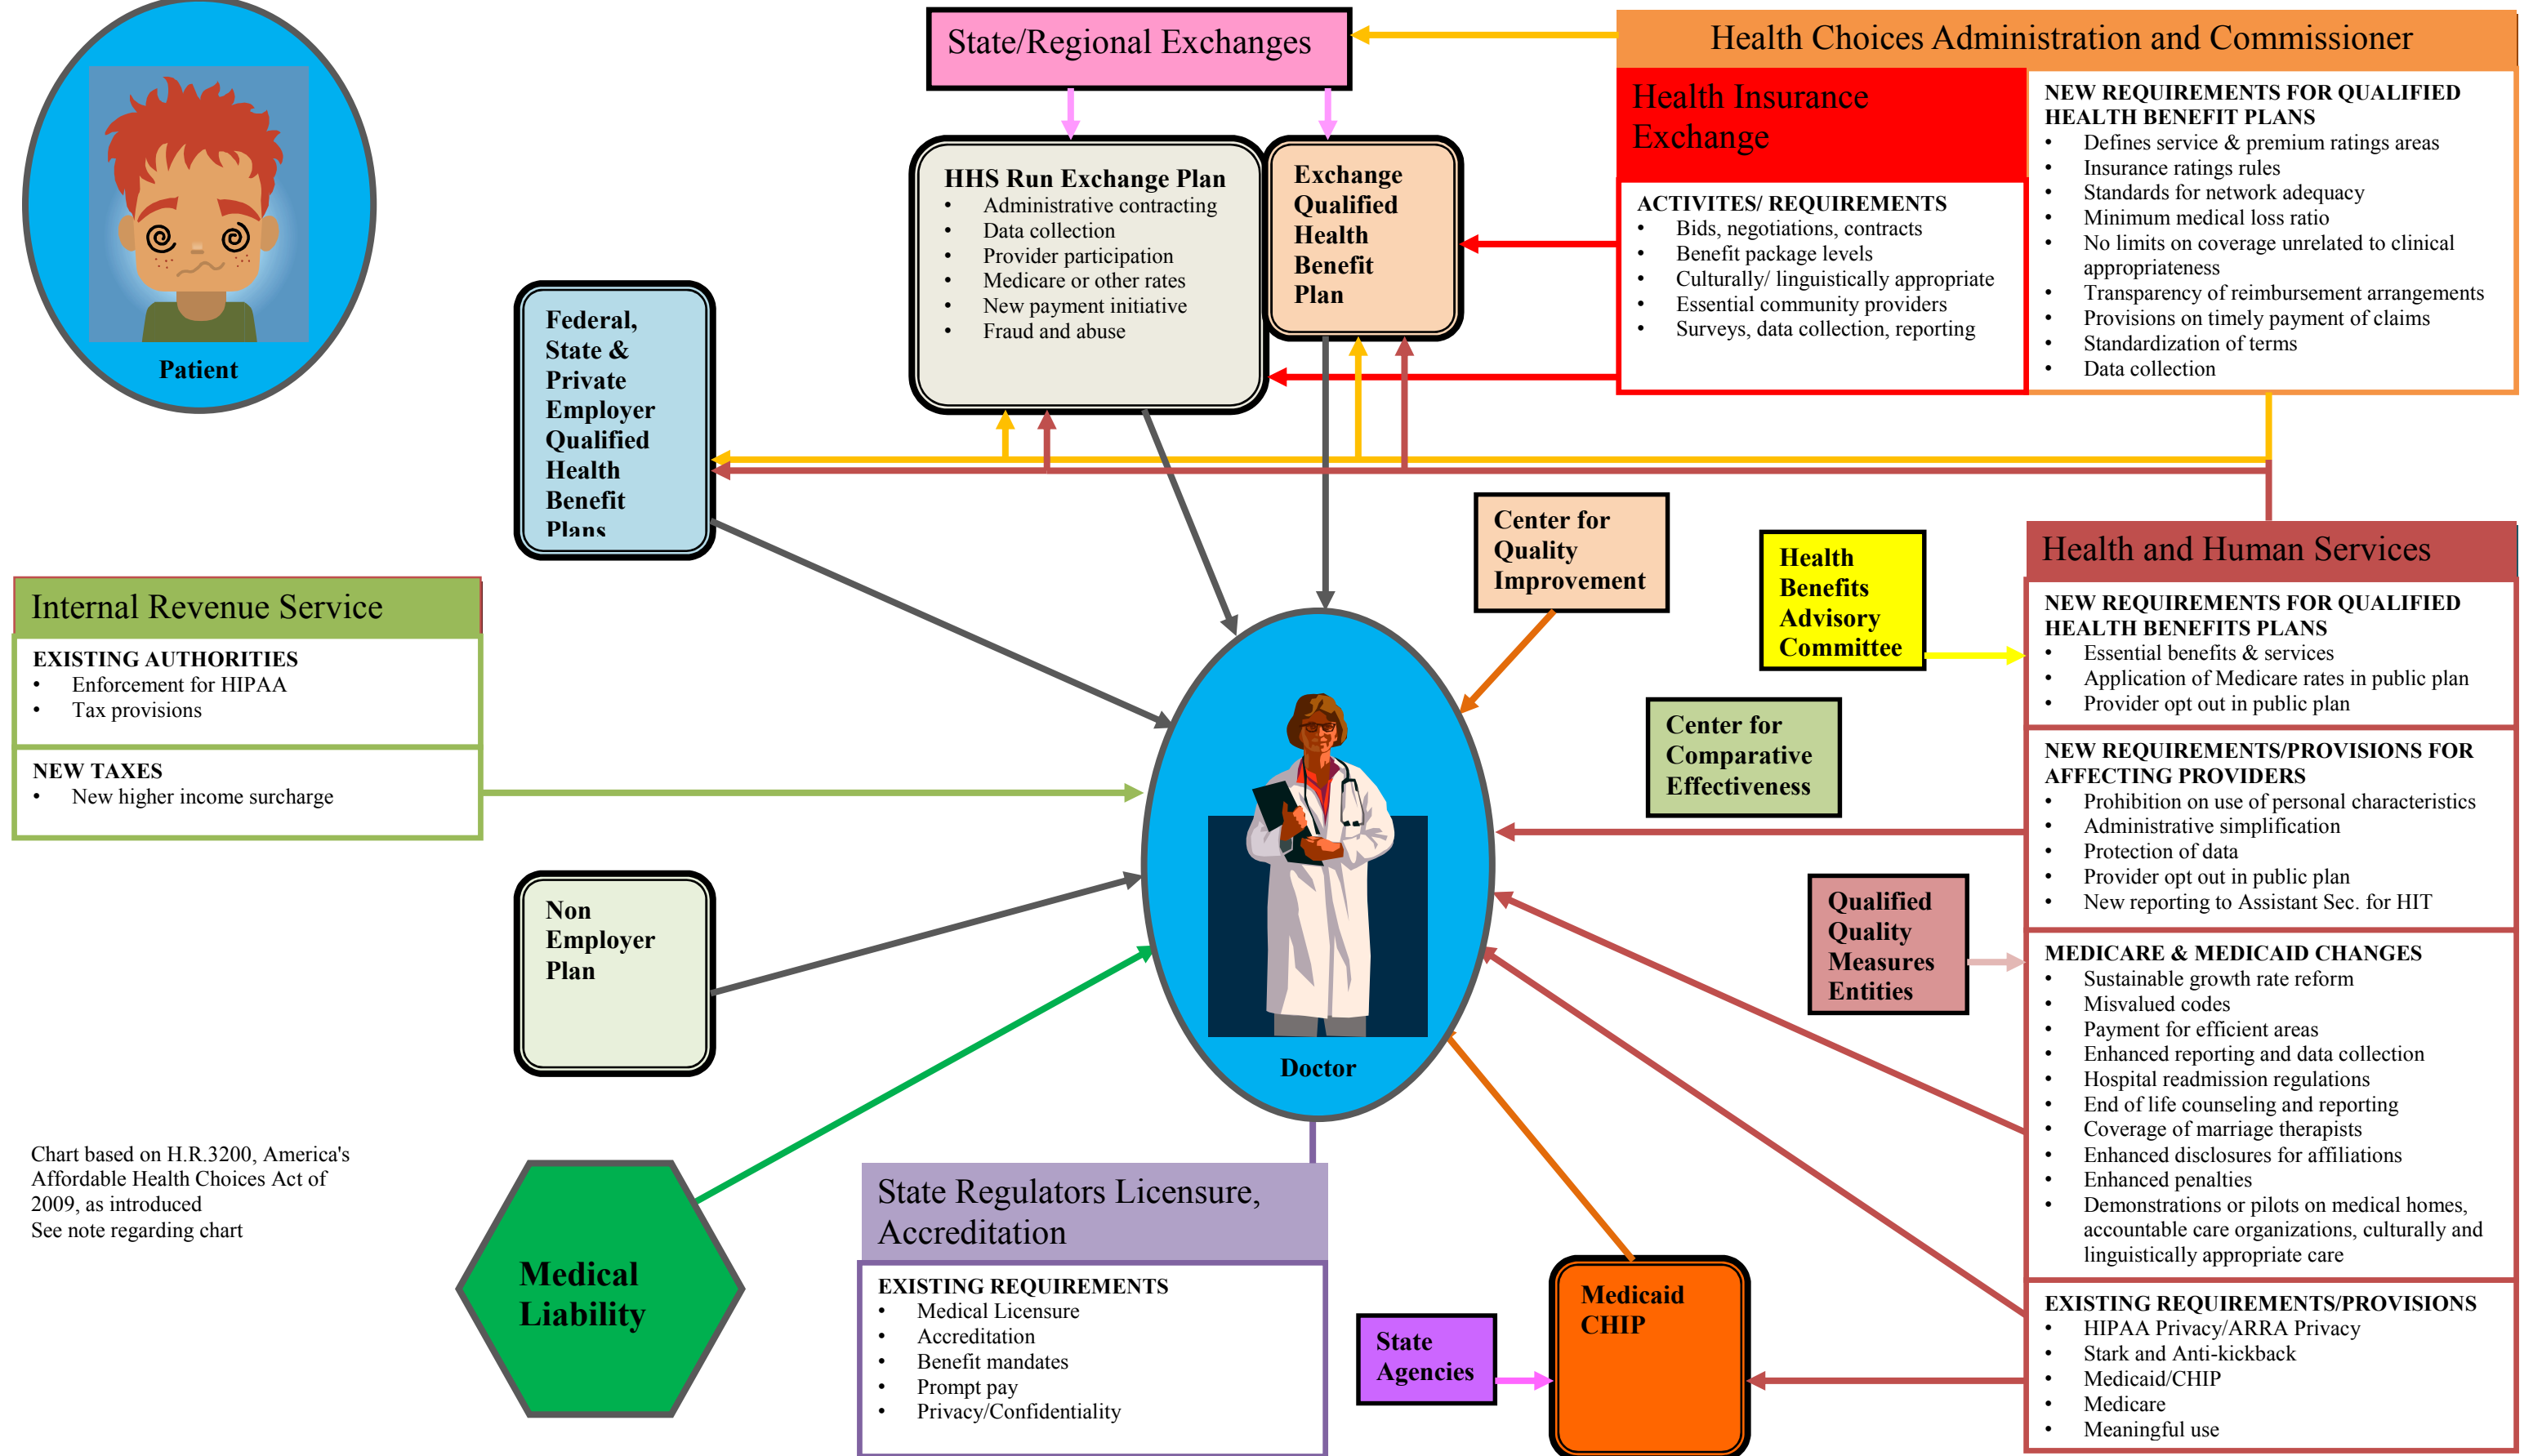 Patient
State/Regional Exchanges
Health Choices Administration and Commissioner
Health Insurance
Exchange
ACTIVITES/ REQUIREMENTS
• Bids, negotiations, contracts
• Benefit package levels
• Culturally/ linguistically appropriate
• Essential community providers
• Surveys, data collection, reporting
NEW REQUIREMENTS FOR QUALIFIED
HEALTH BENEFIT PLANS
• Defines service & premium ratings areas
• Insurance ratings rules
• Standards for network adequacy
• Minimum medical loss ratio
• No limits on coverage unrelated to clinical
appropriateness
• Transparency of reimbursement arrangements
• Provisions on timely payment of claims
• Standardization of terms
• Data collection
HHS Run Exchange Plan
• Administrative contracting
• Data collection
• Provider participation
• Medicare or other rates
• New payment initiative
• Fraud and abuse
Exchange
Qualified
Health
Benefit
Plan
Federal,
State &
Private
Employer
Qualified
Health
Benefit
Plans
Center for
Quality
Improvement
Health
Benefits
Advisory
Committee
Health and Human Services
NEW REQUIREMENTS FOR QUALIFIED
HEALTH BENEFITS PLANS
• Essential benefits & services
• Application of Medicare rates in public plan
• Provider opt out in public plan
NEW REQUIREMENTS/PROVISIONS FOR
AFFECTING PROVIDERS
• Prohibition on use of personal characteristics
• Administrative simplification
• Protection of data
• Provider opt out in public plan
• New reporting to Assistant Sec. for HIT
MEDICARE & MEDICAID CHANGES
• Sustainable growth rate reform
• Misvalued codes
• Payment for efficient areas
• Enhanced reporting and data collection
• Hospital readmission regulations
• End of life counseling and reporting
• Coverage of marriage therapists
• Enhanced disclosures for affiliations
• Enhanced penalties
• Demonstrations or pilots on medical homes,
accountable care organizations, culturally and
linguistically appropriate care
EXISTING REQUIREMENTS/PROVISIONS
• HIPAA Privacy/ARRA Privacy
• Stark and Anti-kickback
• Medicaid/CHIP
• Medicare
• Meaningful use
Internal Revenue Service
EXISTING AUTHORITIES
• Enforcement for HIPAA
• Tax provisions
NEW TAXES
• New higher income surcharge
Center for
Comparative
Effectiveness
Qualified
Quality
Measures
Entities
Non
Employer
Plan
Doctor
Chart based on H.R.3200, America's
Affordable Health Choices Act of
2009, as introduced
See note regarding chart
Medical
Liability
State Regulators Licensure,
Accreditation
EXISTING REQUIREMENTS
• Medical Licensure
• Accreditation
• Benefit mandates
• Prompt pay
• Privacy/Confidentiality
State
Agencies
Medicaid
CHIP